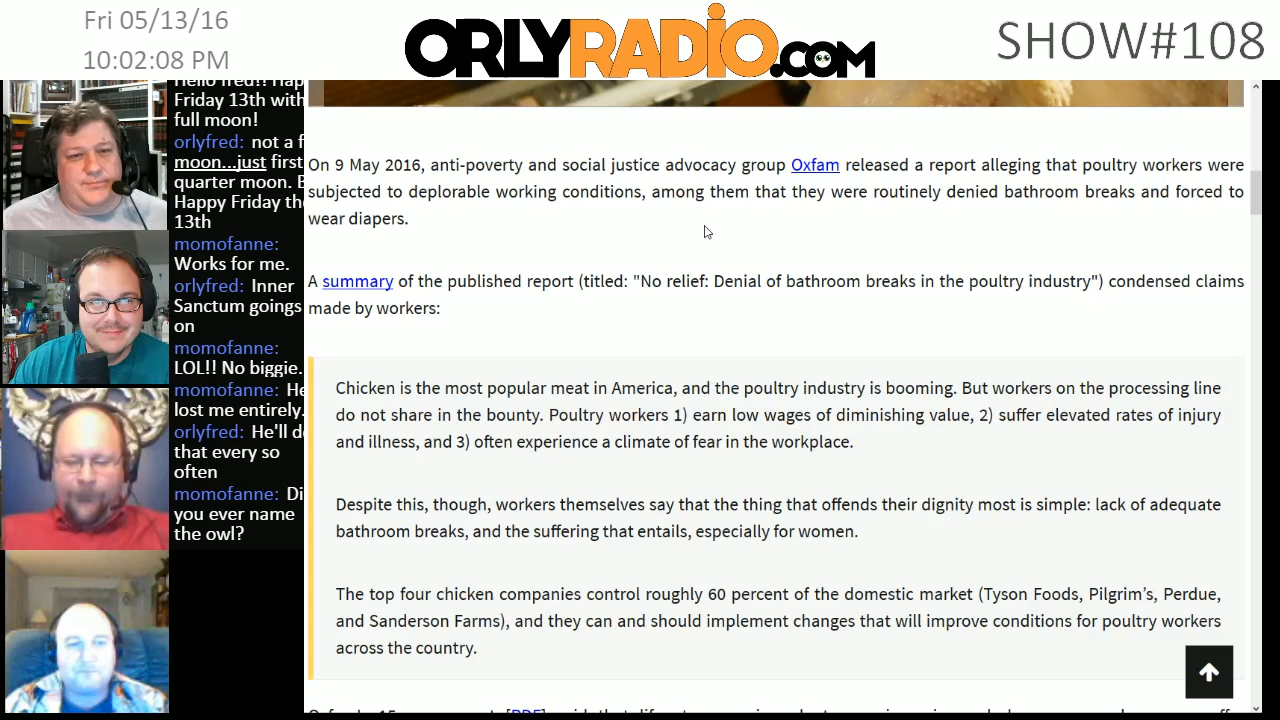 Fri 05/13/16
10:02:08 PM
ORLYRADIO.COM
SHOW#108
Hello fred!! Hap
Friday 13th with
full moon!
orlyfred: not a f
moon...just first
quarter moon. B
Happy Friday the
13th
momofanne:
Works for me.
orlyfred: Inner
Sanctum goings
on
momofanne:
LOL!! No biggie.
momofanne: He
lost me entirely.
orlyfred: He'll do
that every so
often
momofanne: Di
you ever name
the owl?
On 9 May 2016, anti-poverty and social justice advocacy group Oxfam released a report alleging that poultry workers were
subjected to deplorable working conditions, among them that they were routinely denied bathroom breaks and forced to
wear diapers.
A summary of the published report (titled: "No relief: Denial of bathroom breaks in the poultry industry") condensed claims
made by workers:
Chicken is the most popular meat in America, and the poultry industry is booming. But workers on the processing line
do not share in the bounty. Poultry workers 1) earn low wages of diminishing value, 2) suffer elevated rates of injury
and illness, and 3) often experience a climate of fear in the workplace.
Despite this, though, workers themselves say that the thing that offends their dignity most is simple: lack of adequate
bathroom breaks, and the suffering that entails, especially for women.
The top four chicken companies control roughly 60 percent of the domestic market (Tyson Foods, Pilgrim's, Perdue,
and Sanderson Farms), and they can and should implement changes that will improve conditions for poultry workers
across the country.